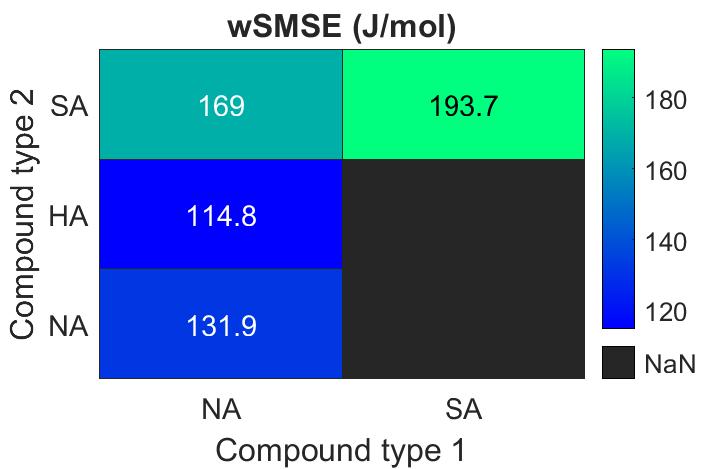 wSMSE (J/mol)
Compound type 2
SA
169
193.7
HA
114.8
NA
131.9
NA
SA
Compound type 1
180
160
140
120
NaN